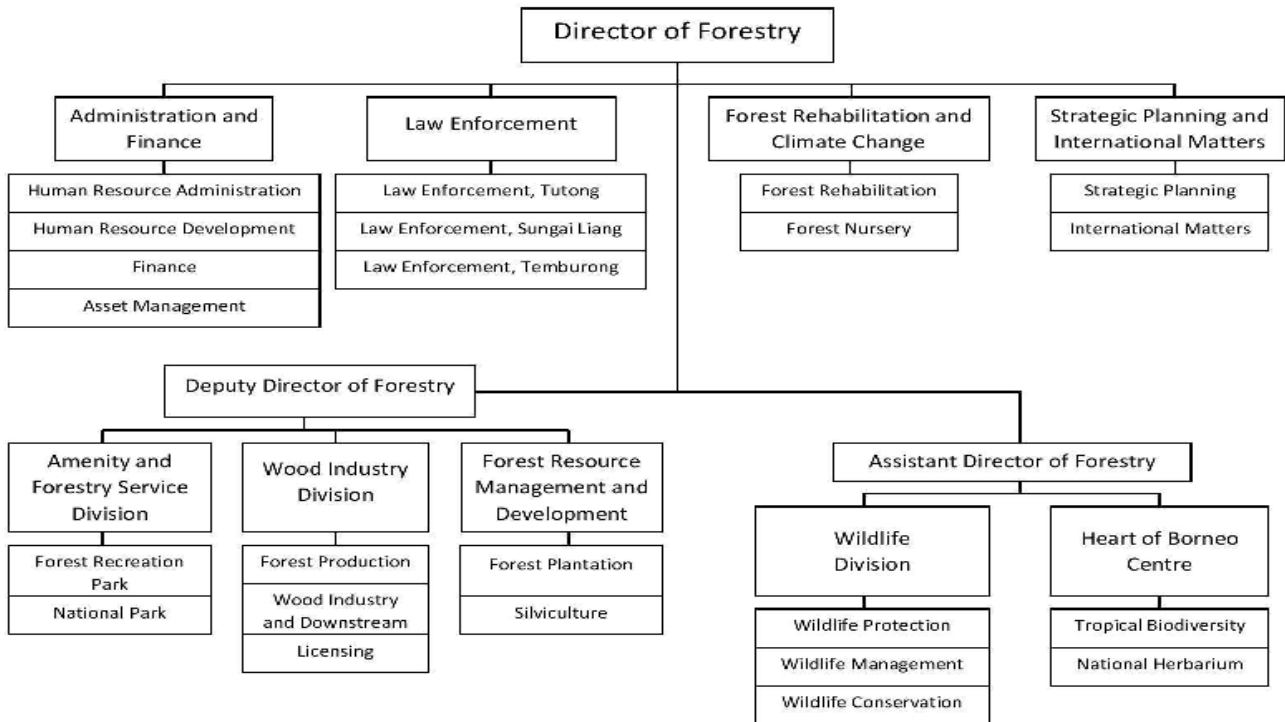 Director of Forestry
Administration and
Finance
Law Enforcement
Forest Rehabilitation and
Climate Change
Strategic Planning and
International Matters
Human Resource Administration
Human Resource Development
Finance
Asset Management
Law Enforcement, Tutong
Law Enforcement, Sungai Liang
Law Enforcement, Temburong
Forest Rehabilitation
Forest Nursery
Strategic Planning
International Matters
Deputy Director of Forestry
Amenity and
Forestry Service
Division
Wood Industry
Division
Forest Resource
Management and
Development
Forest Recreation
Park
National Park
Forest Production
Wood Industry
and Downstream
Licensing
Forest Plantation
Silviculture
Assistant Director of Forestry
Wildlife
Division
Heart of Borneo
Centre
Wildlife Protection
Wildlife Management
Wildlife Conservation
Tropical Biodiversity
National Herbarium